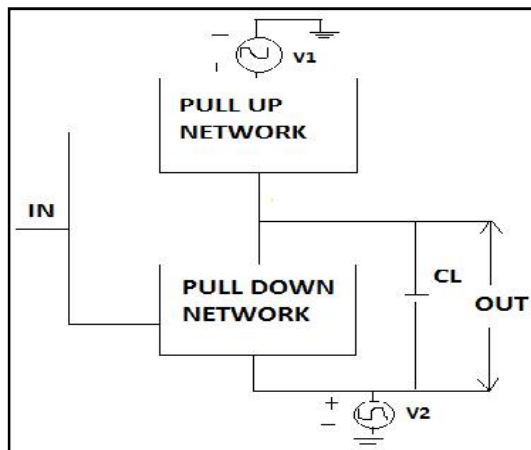 V1
PULL UP
NETWORK
IN
PULL DOWN
NETWORK
CL
OUT
V2